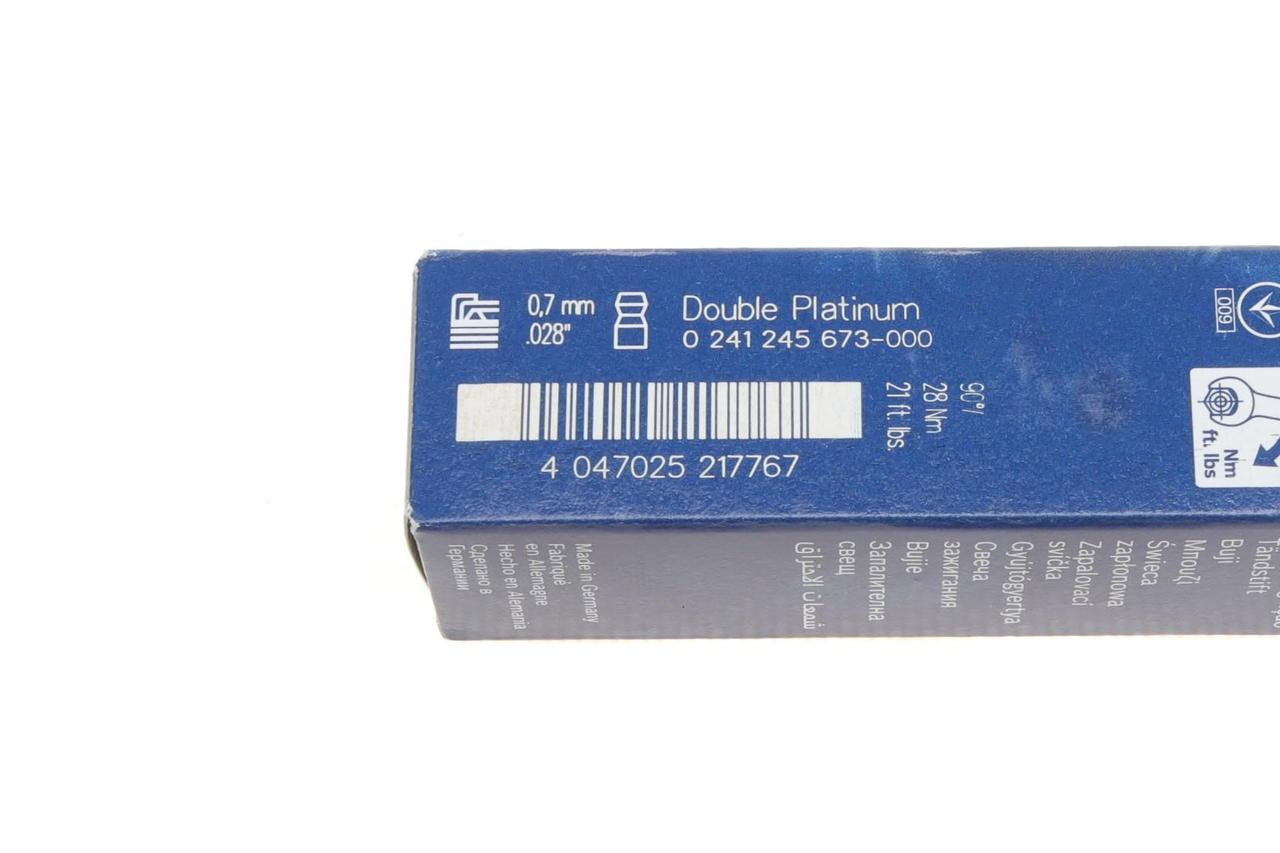 0,7 mm
.028"
Double Platinum
0 241 245 673-000
4 047025 217767
90°/
28 Nm
21 ft. lbs.
009
Nm
ft. lbs
Tändstift
Buji
Μπουζί
Świeca
zapłonowa
Zapalovací
svíčka
Gyújtógyertya
Свеча
зажигания
Bujie
Запалителна
свещ
شمعات الاحتراق
Made in Germany
Fabriqué
en Allemagne
Hecho en Alemania
Сделано в
Германии